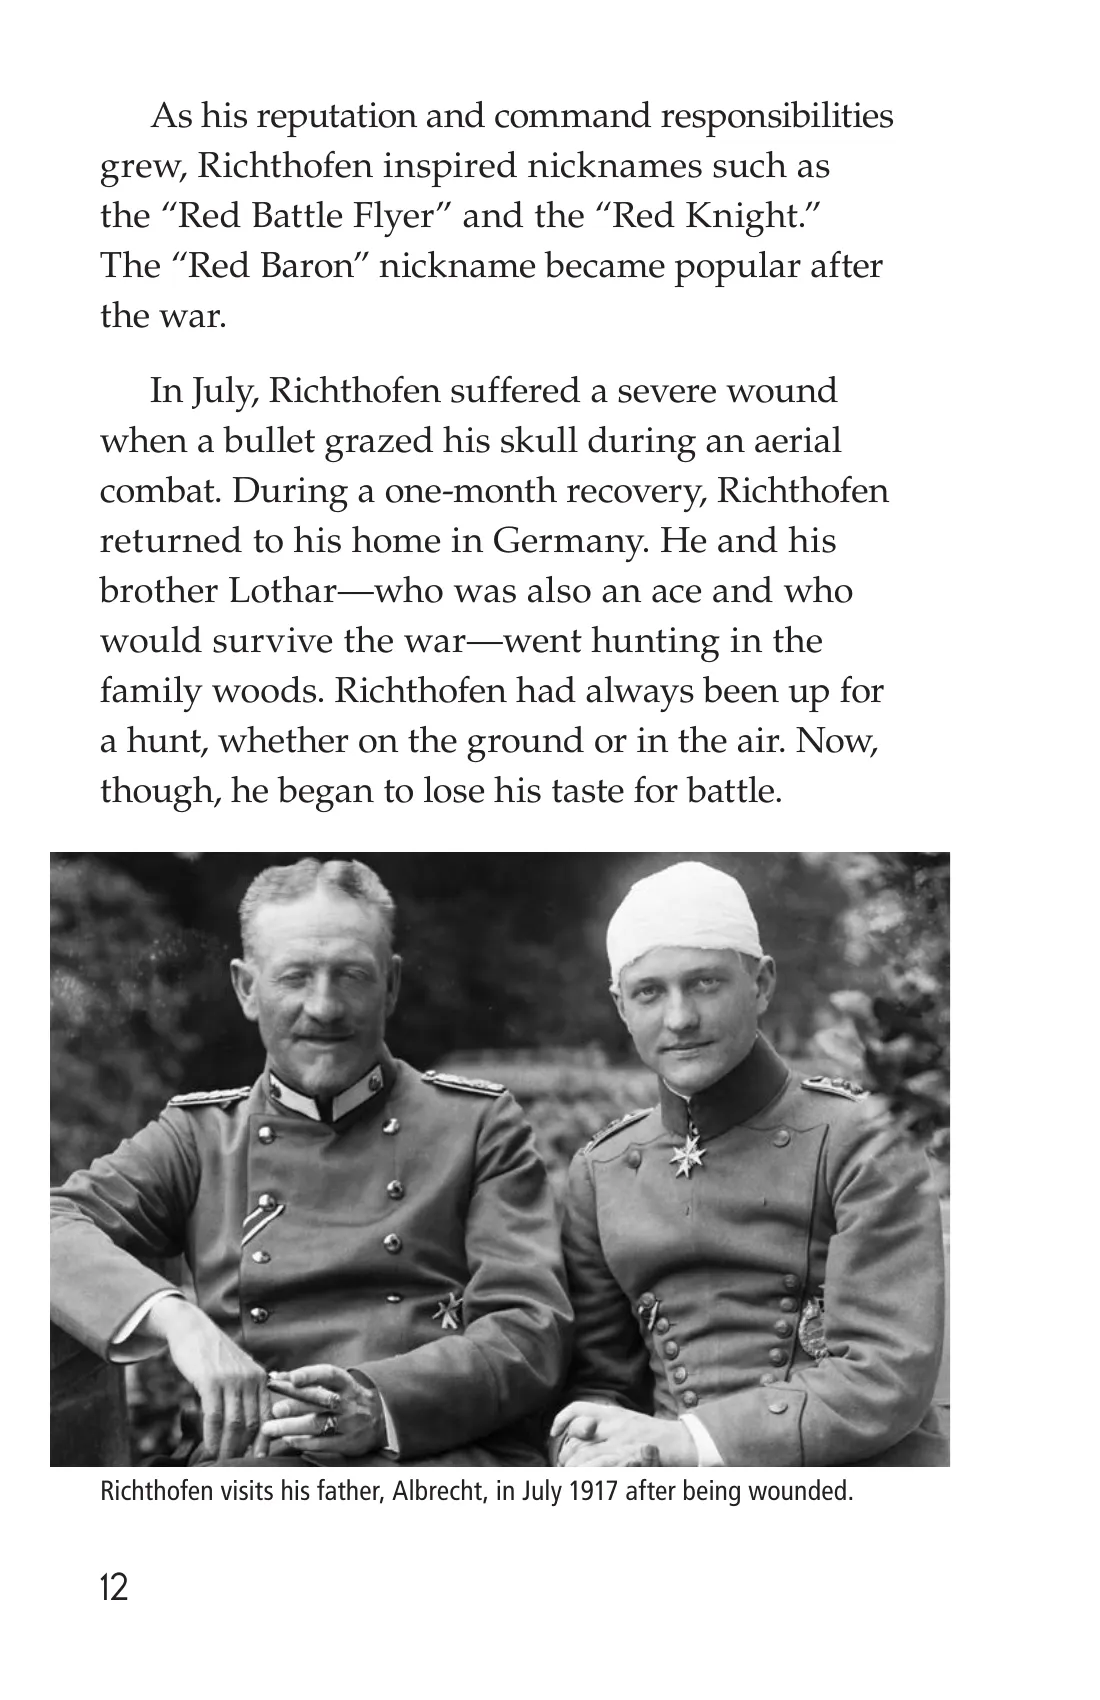 As his reputation and command responsibilities
grew, Richthofen inspired nicknames such as
the “Red Battle Flyer” and the “Red Knight.”
The “Red Baron” nickname became popular after
the war.
In July, Richthofen suffered a severe wound
when a bullet grazed his skull during an aerial
combat. During a one-month recovery, Richthofen
returned to his home in Germany. He and his
brother Lothar—who was also an ace and who
would survive the war—went hunting in the
family woods. Richthofen had always been up for
a hunt, whether on the ground or in the air. Now,
though, he began to lose his taste for battle.
Richthofen visits his father, Albrecht, in July 1917 after being wounded.
12